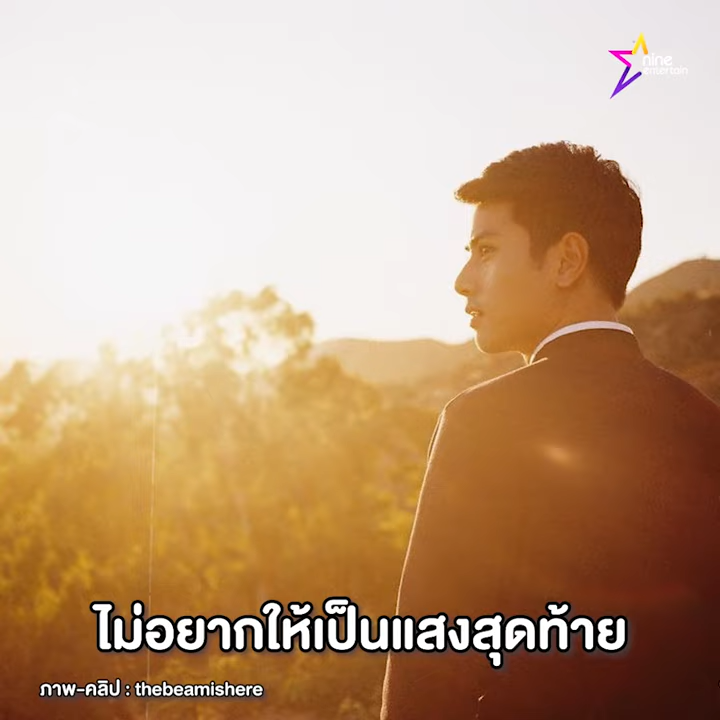 nine
entertain
ไม่อยากให้เป็นแสงสุดท้าย
ภาพ-คลิป : thebeamishere